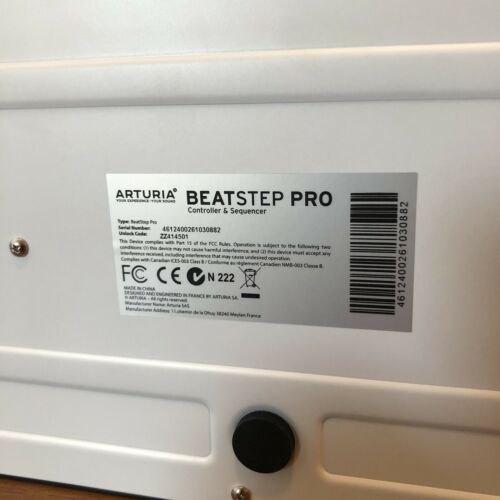 ARTURIA
YOUR EXPERIENCE · YOUR SOUND
BEATSTEP PRO
Controller & Sequencer
Type: BeatStep Pro
Serial Number: 4612400261030882
Unlock Code: ZZ414501
This Device complies with Part 15 of the FCC Rules. Operation is subject to the following two
conditions: (1) this device may not cause harmful interference, and (2) this device must accept any
interference received, including interference that may cause undesired operation.
Complies with Canadian ICES-003 Class B / Conforme au réglement Canadien NMB-003 Classe B.
FC CE N 222
MADE IN CHINA
DESIGNED AND ENGINEERED IN FRANCE BY ARTURIA SA.
© ARTURIA - All rights reserved.
Manufacturer Name: Arturia SAS
Manufacturer Address: 11,chemin de la Dhuy 38240 Meylan France
4612400261030882